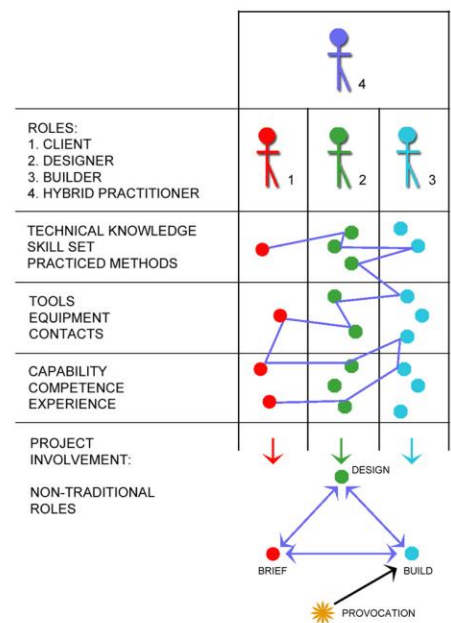 4
ROLES:
1. CLIENT
2. DESIGNER
3. BUILDER
4. HYBRID PRACTITIONER
1
2
3
TECHNICAL KNOWLEDGE
SKILL SET
PRACTICED METHODS
TOOLS
EQUIPMENT
CONTACTS
CAPABILITY
COMPETENCE
EXPERIENCE
PROJECT
INVOLVEMENT:
NON-TRADITIONAL
ROLES
DESIGN
BRIEF
BUILD
PROVOCATION